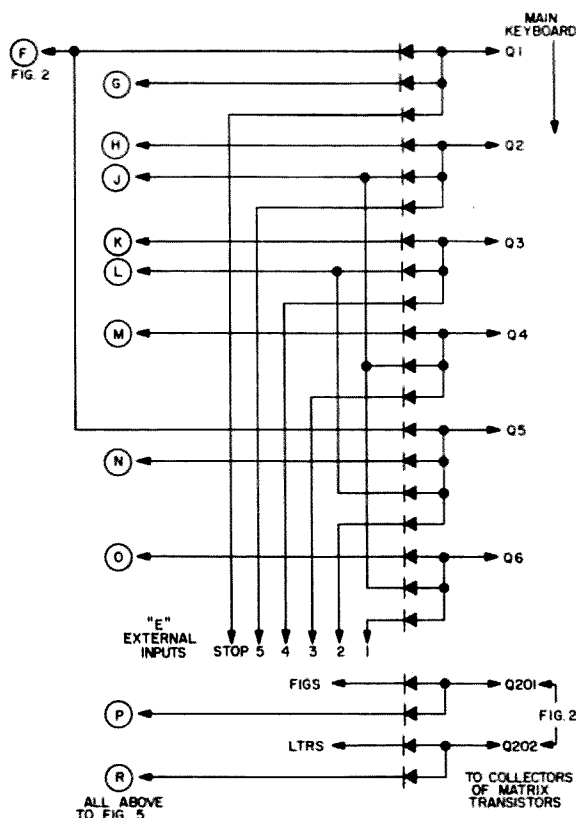 MAIN
KEYBOARD
F
Q1
FIG. 2
G
H
Q2
J
K
Q3
L
M
Q4
Q5
N
O
Q6
"E"
EXTERNAL
INPUTS
STOP 5 4 3 2 1
FIGS
Q201
P
FIG. 2
LTRS
Q202
R
ALL ABOVE
TO FIG. 5
TO COLLECTORS
OF MATRIX
TRANSISTORS